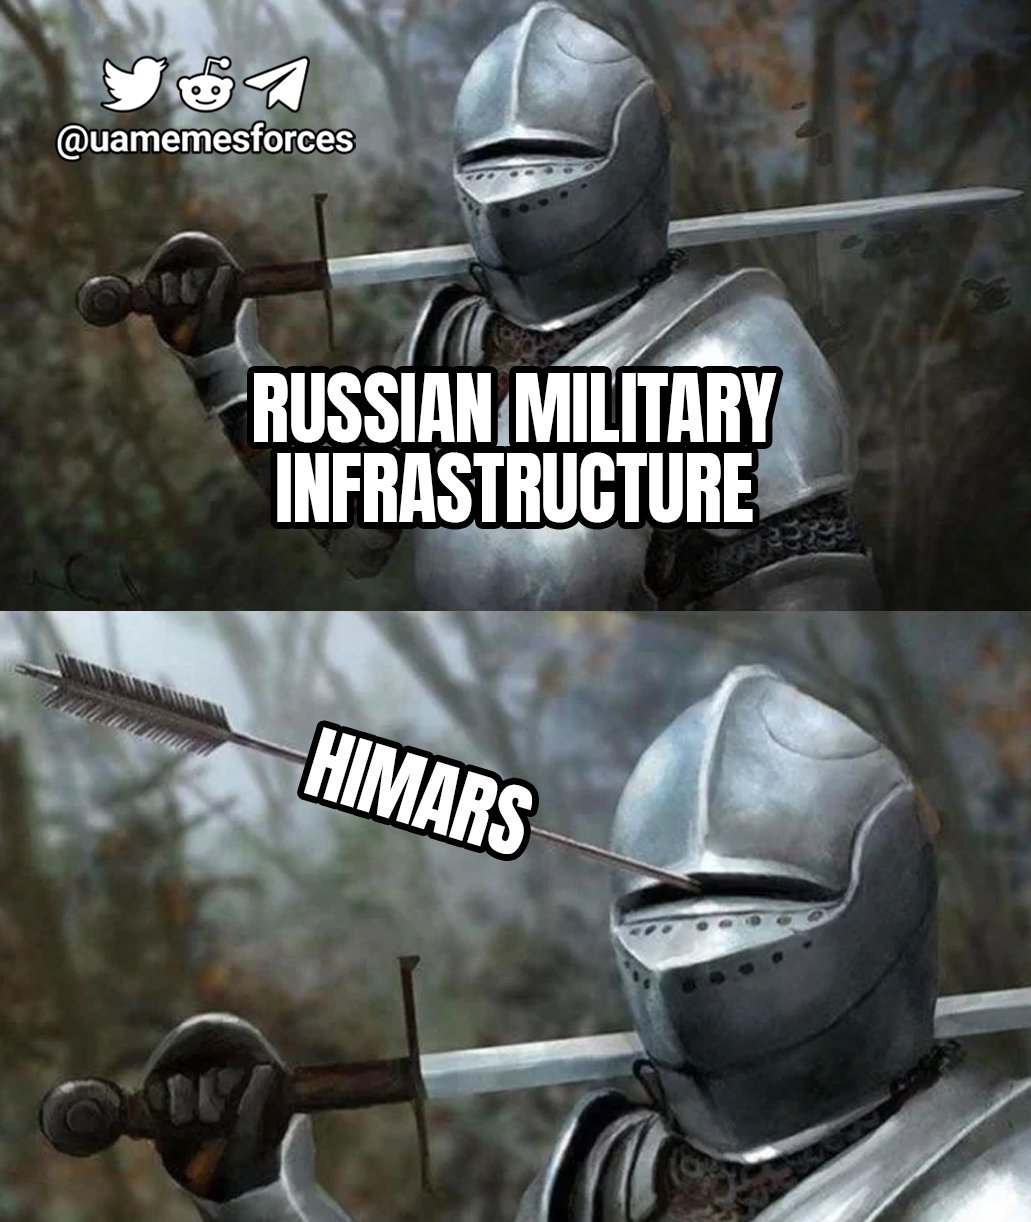 @uamemesforces
RUSSIAN MILITARY
INFRASTRUCTURE
HIMARS